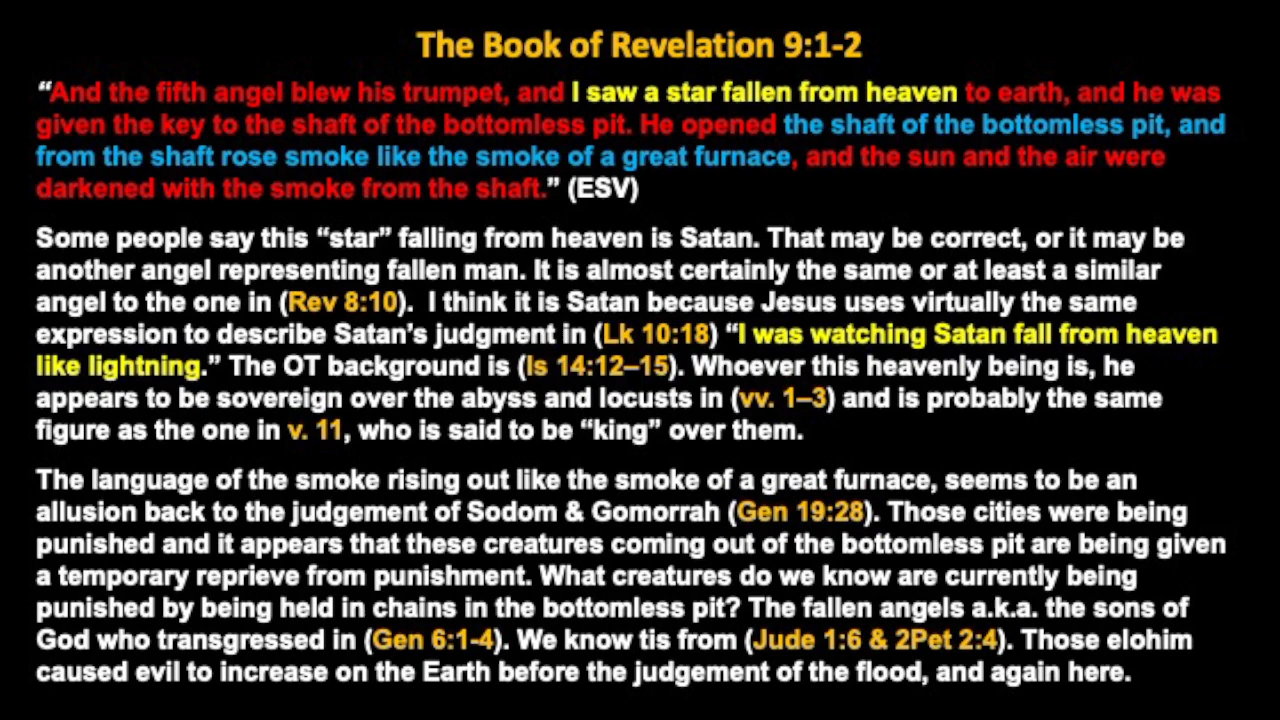 The Book of Revelation 9:1-2
“And the fifth angel blew his trumpet, and I saw a star fallen from heaven to earth, and he was
given the key to the shaft of the bottomless pit. He opened the shaft of the bottomless pit, and
from the shaft rose smoke like the smoke of a great furnace, and the sun and the air were
darkened with the smoke from the shaft.” (ESV)
Some people say this “star” falling from heaven is Satan. That may be correct, or it may be
another angel representing fallen man. It is almost certainly the same or at least a similar
angel to the one in (Rev 8:10).  I think it is Satan because Jesus uses virtually the same
expression to describe Satan’s judgment in (Lk 10:18) “I was watching Satan fall from heaven
like lightning.” The OT background is (Is 14:12–15). Whoever this heavenly being is, he
appears to be sovereign over the abyss and locusts in (vv. 1–3) and is probably the same
figure as the one in v. 11, who is said to be “king” over them.
The language of the smoke rising out like the smoke of a great furnace, seems to be an
allusion back to the judgement of Sodom & Gomorrah (Gen 19:28). Those cities were being
punished and it appears that these creatures coming out of the bottomless pit are being given
a temporary reprieve from punishment. What creatures do we know are currently being
punished by being held in chains in the bottomless pit? The fallen angels a.k.a. the sons of
God who transgressed in (Gen 6:1-4). We know tis from (Jude 1:6 & 2Pet 2:4). Those elohim
caused evil to increase on the Earth before the judgement of the flood, and again here.